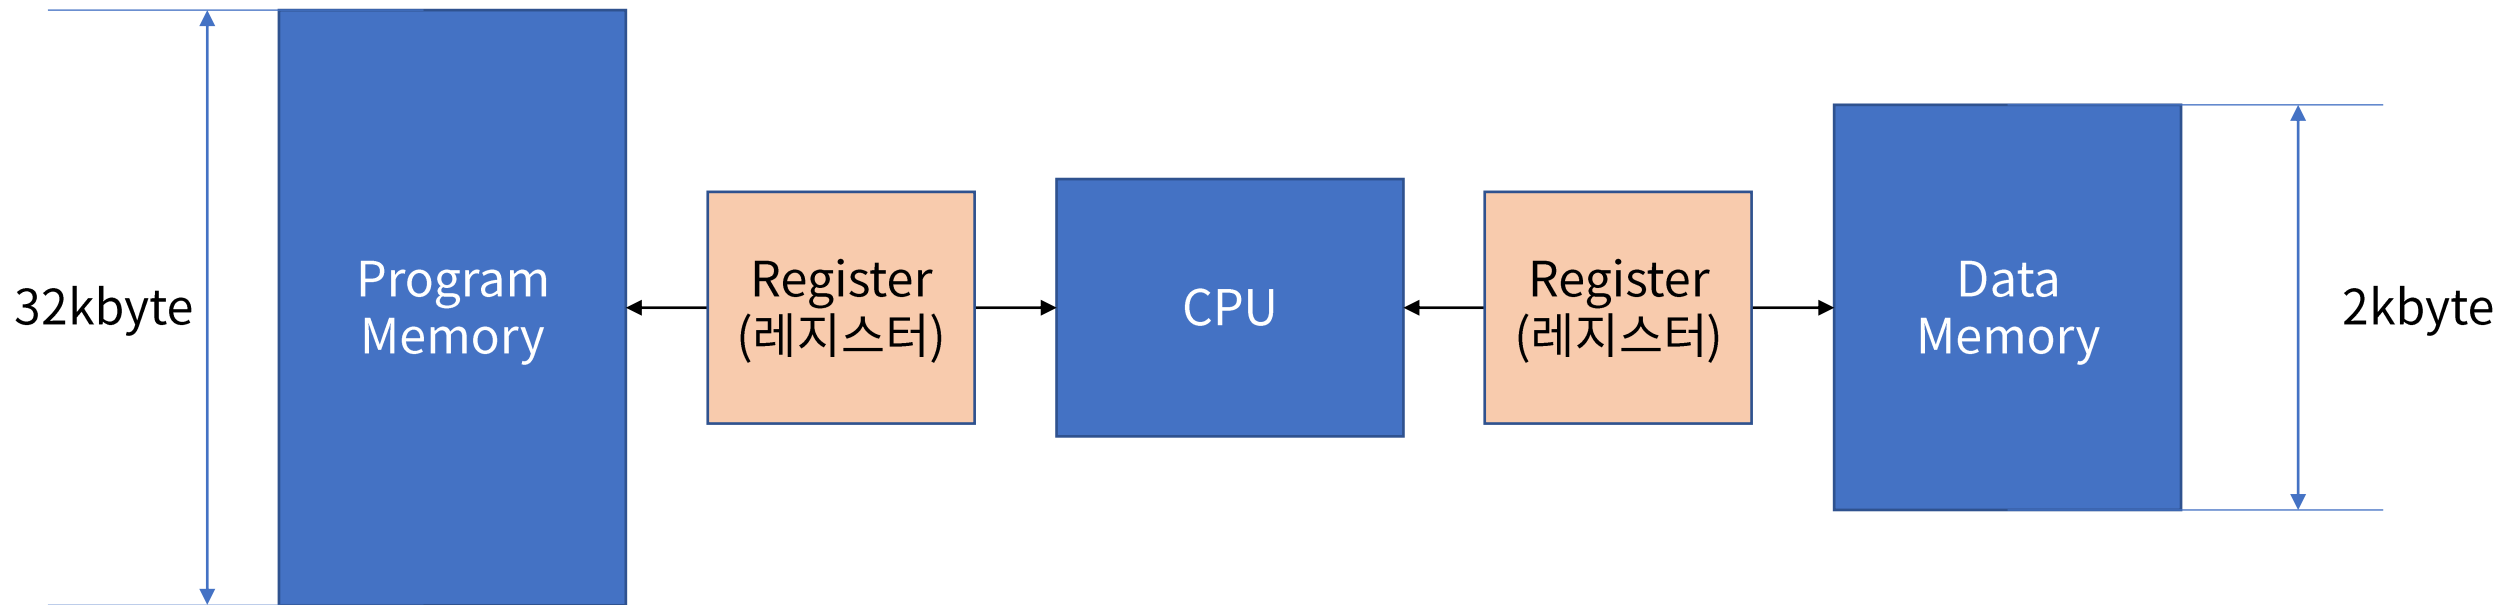 32kbyte
Program
Memory
Register
(레지스터)
CPU
Register
(레지스터)
Data
Memory
2kbyte